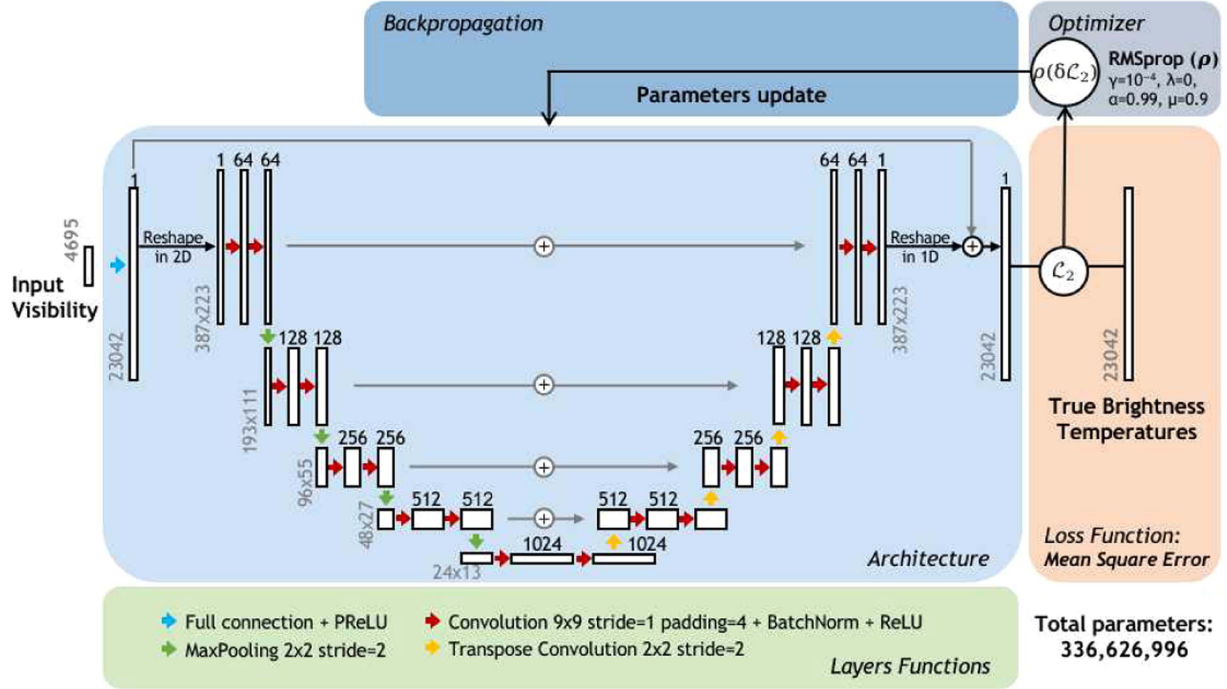 Backpropagation
Optimizer
ρ(δℒ₂)
RMSprop (ρ)
γ=10⁻⁴, λ=0,
α=0.99, μ=0.9
Parameters update
1
1 64 64
64 64 1
1
4695
Reshape
in 2D
+
Reshape
in 1D
+
Input
Visibility
ℒ₂
23042
387x223
387x223
23042
23042
128 128
128 128
193x111
+
True Brightness
Temperatures
256 256
256 256
96x55
+
512 512
512 512
48x27
+
1024
1024
24x13
Architecture
Loss Function:
Mean Square Error
Full connection + PReLU
Convolution 9x9 stride=1 padding=4 + BatchNorm + ReLU
MaxPooling 2x2 stride=2
Transpose Convolution 2x2 stride=2
Layers Functions
Total parameters:
336,626,996